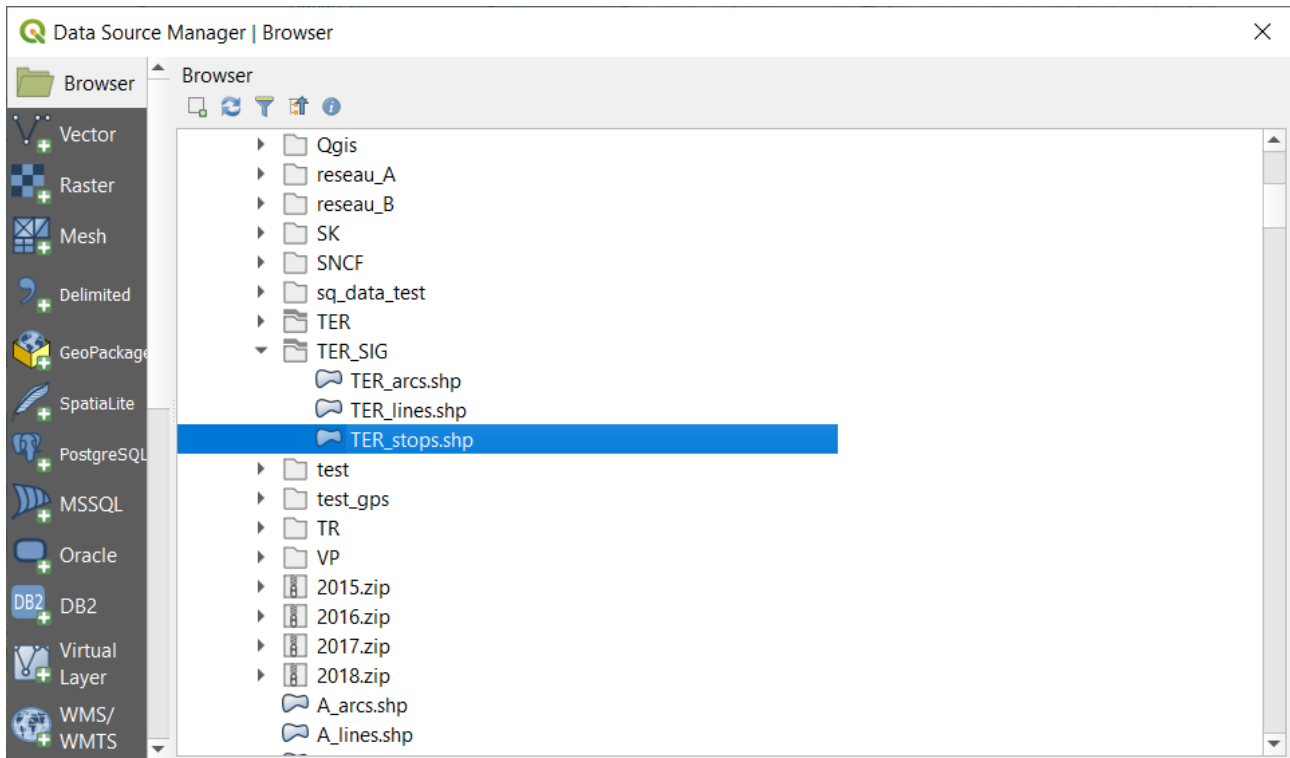 Data Source Manager | Browser
Browser
Vector
Raster
Mesh
Delimited
GeoPackage
SpatiaLite
PostgreSQL
MSSQL
Oracle
DB2
DB2
Virtual
Layer
WMS/
WMTS
Browser
Qgis
reseau_A
reseau_B
SK
SNCF
sq_data_test
TER
TER_SIG
TER_arcs.shp
TER_lines.shp
TER_stops.shp
test
test_gps
TR
VP
2015.zip
2016.zip
2017.zip
2018.zip
A_arcs.shp
A_lines.shp